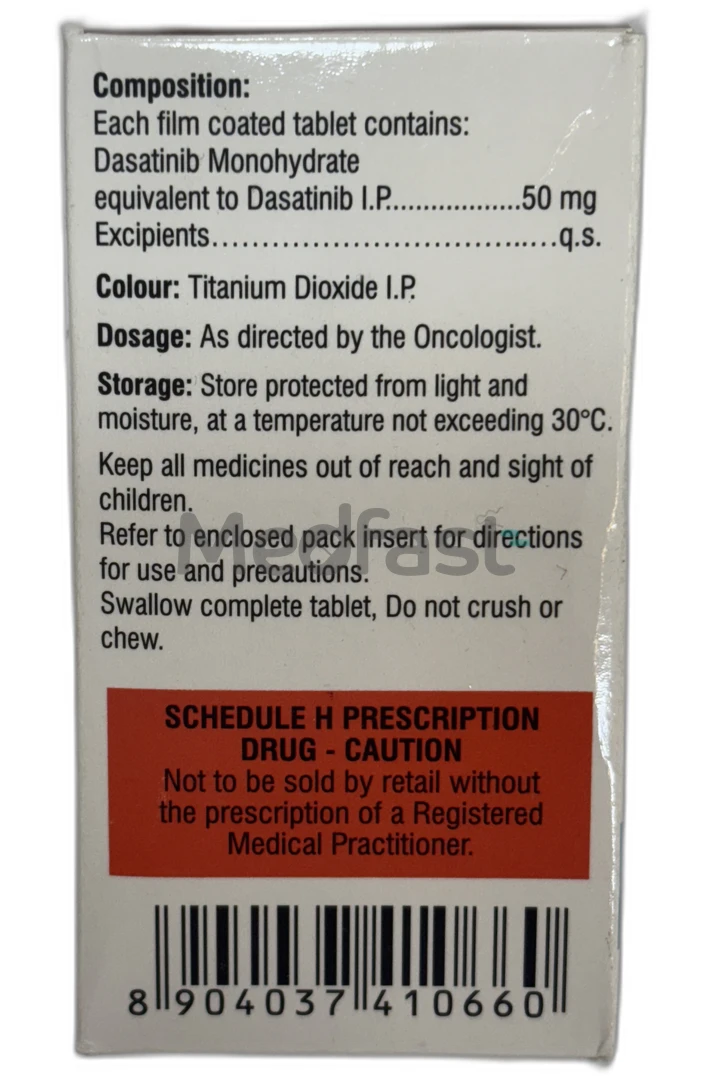 Composition:
Each film coated tablet contains:
Dasatinib Monohydrate
equivalent to Dasatinib I.P..................50 mg
Excipients.....................................q.s.
Colour: Titanium Dioxide I.P.
Dosage: As directed by the Oncologist.
Storage: Store protected from light and
moisture, at a temperature not exceeding 30°C.
Keep all medicines out of reach and sight of
children.
Medfast
Refer to enclosed pack insert for directions
for use and precautions.
Swallow complete tablet, Do not crush or
chew.
SCHEDULE H PRESCRIPTION
DRUG - CAUTION
Not to be sold by retail without
the prescription of a Registered
Medical Practitioner.
8 904037 410660